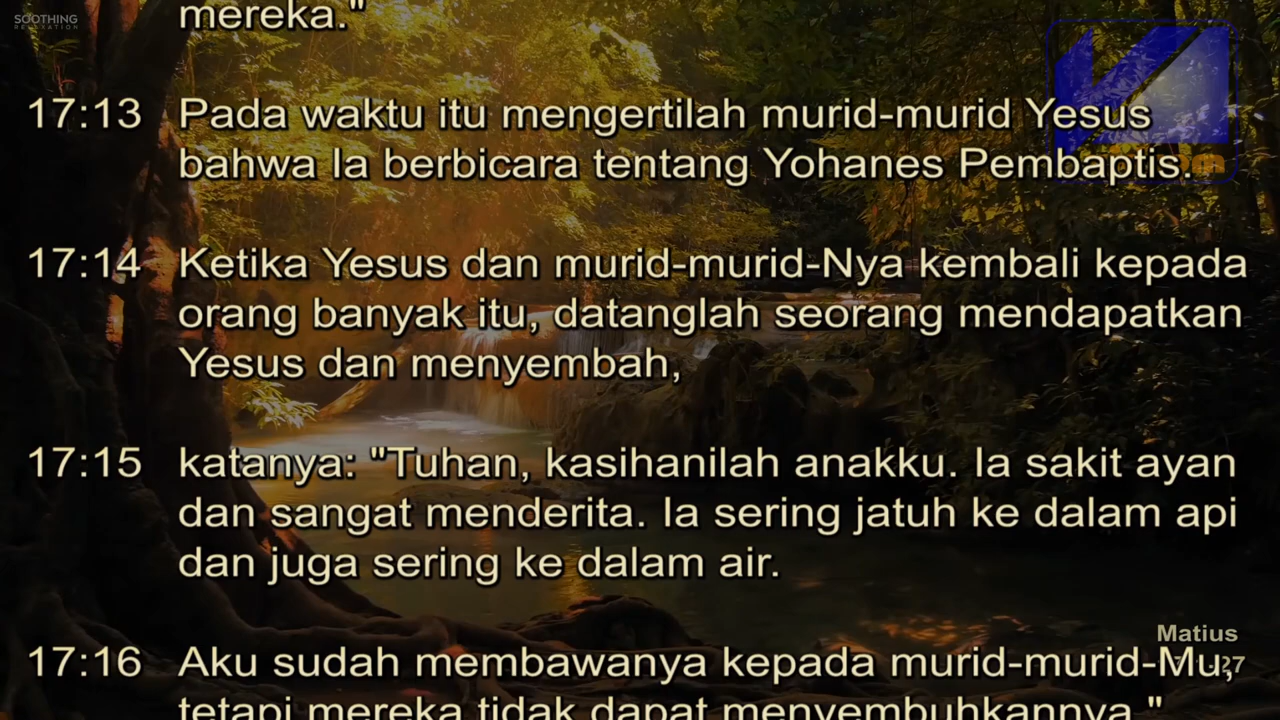 SOOTHING
RELAXATION
mereka."
17:13 Pada waktu itu mengertilah murid-murid Yesus
bahwa Ia berbicara tentang Yohanes Pembaptis.
17:14 Ketika Yesus dan murid-murid-Nya kembali kepada
orang banyak itu, datanglah seorang mendapatkan
Yesus dan menyembah,
17:15 katanya: "Tuhan, kasihanilah anakku. Ia sakit ayan
dan sangat menderita. Ia sering jatuh ke dalam api
dan juga sering ke dalam air.
Matius
17:16 Aku sudah membawanya kepada murid-murid-Mu,
tetapi mereka tidak dapat menyembuhkannya."